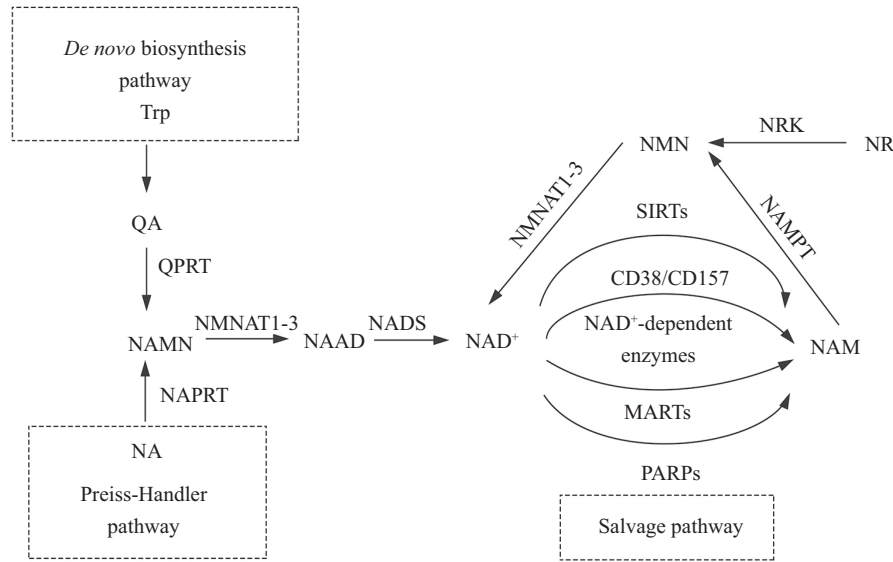 De novo biosynthesis
pathway
Trp
QA
QPRT
NAMN
NMNAT1-3
NAAD
NADS
NAD⁺
NAPRT
NA
Preiss-Handler
pathway
NMN
NRK
NR
NMNAT1-3
NAMPT
SIRTs
CD38/CD157
NAD⁺-dependent
enzymes
NAM
MARTs
PARPs
Salvage pathway